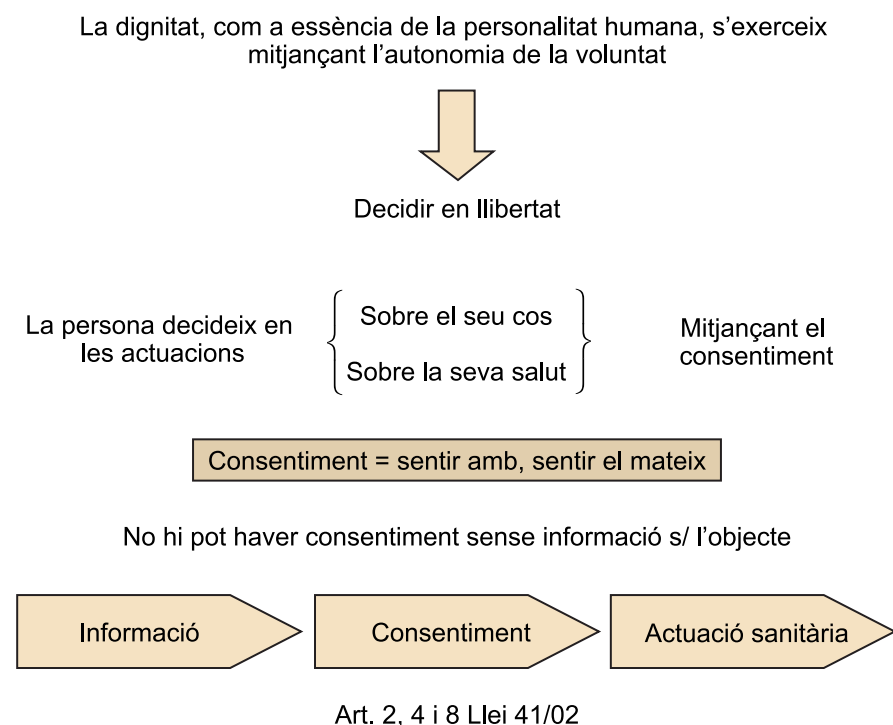 La dignitat, com a essència de la personalitat humana, s’exerceix
mitjançant l’autonomia de la voluntat
Decidir en llibertat
La persona decideix en
les actuacions
Sobre el seu cos
Sobre la seva salut
Mitjançant el
consentiment
Consentiment = sentir amb, sentir el mateix
No hi pot haver consentiment sense informació s/ l’objecte
Informació
Consentiment
Actuació sanitària
Art. 2, 4 i 8 Llei 41/02